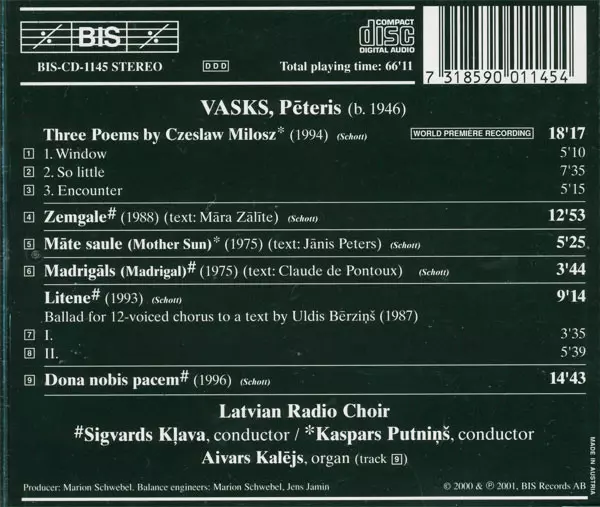 BIS
COMPACT
disc
DIGITAL AUDIO
BIS-CD-1145 STEREO
DDD
Total playing time: 66'11
7 318590 011454
VASKS, Pēteris (b. 1946)
Three Poems by Czeslaw Milosz* (1994) (Schott) WORLD PREMIÈRE RECORDING 18'17
1 1. Window 5'10
2 2. So little 7'35
3 3. Encounter 5'15
4 Zemgale# (1988) (text: Māra Zālīte) (Schott) 12'53
5 Māte saule (Mother Sun)* (1975) (text: Jānis Peters) (Schott) 5'25
6 Madrigāls (Madrigal)# (1975) (text: Claude de Pontoux) (Schott) 3'44
Litene# (1993) (Schott) 9'14
Ballad for 12-voiced chorus to a text by Uldis Bērziņš (1987)
7 I. 3'35
8 II. 5'39
9 Dona nobis pacem# (1996) (Schott) 14'43
Latvian Radio Choir
#Sigvards Kļava, conductor / *Kaspars Putniņš, conductor
Aivars Kalējs, organ (track 9)
Producer: Marion Schwebel. Balance engineers: Marion Schwebel, Jens Jamin
© 2000 & ℗ 2001, BIS Records AB
MADE IN AUSTRIA